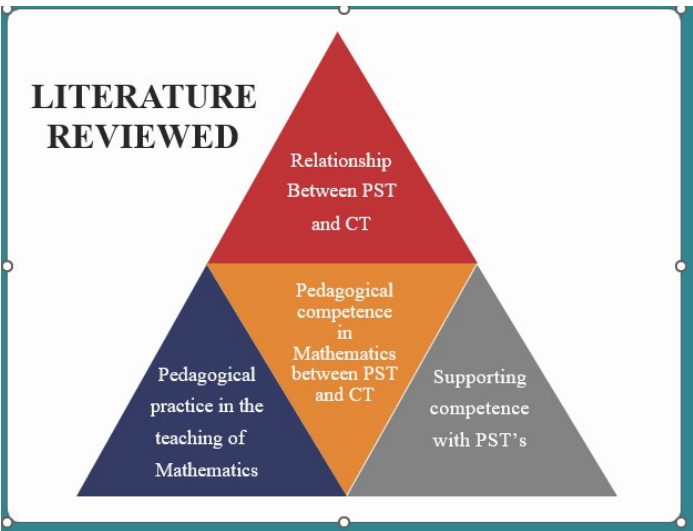 LITERATURE
REVIEWED
Relationship
Between PST
and CT
Pedagogical
competence
in
Mathematics
between PST
and CT
Pedagogical
practice in the
teaching of
Mathematics
Supporting
competence
with PST's